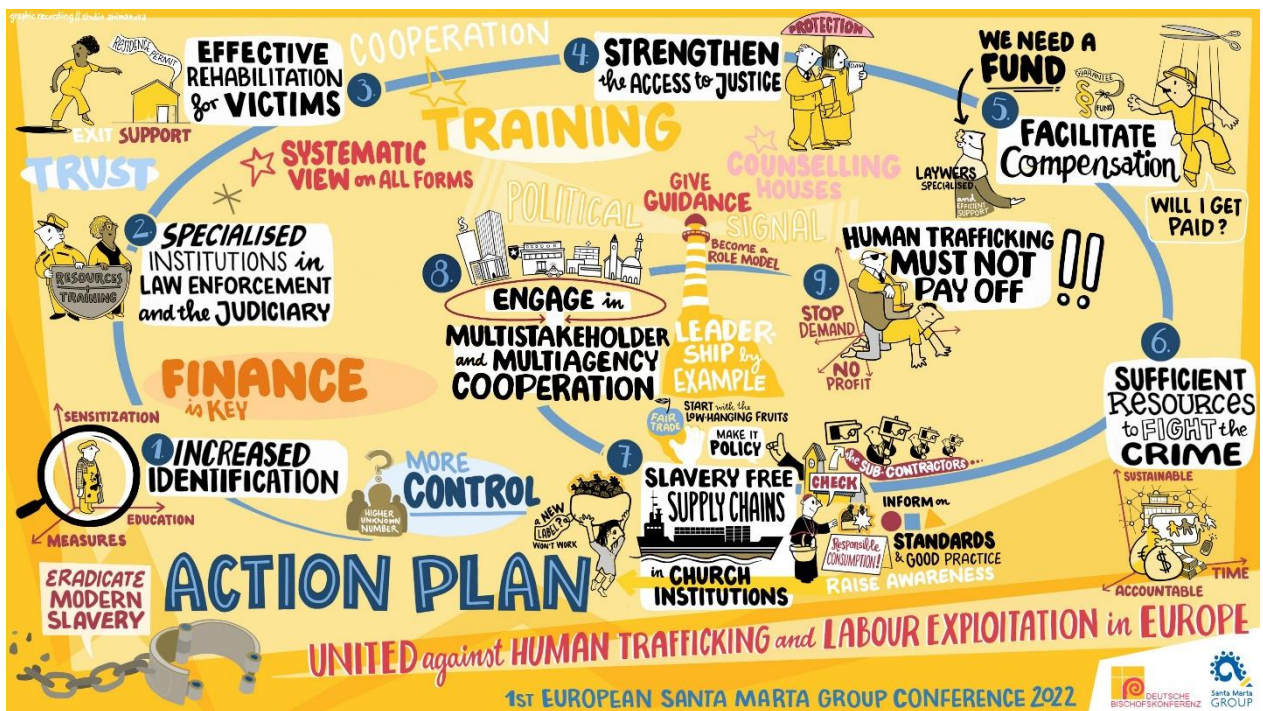 graphic recording // studio animanova
RESIDENCE
PERMIT
EXIT SUPPORT
EFFECTIVE
REHABILITATION
for VICTIMS
3.
COOPERATION
TRAINING
4.
STRENGTHEN
the ACCESS to JUSTICE
PROTECTION
WE NEED A
FUND
GUARANTEE
§
FUND
5.
FACILITATE
Compensation
LAYWERS
SPECIALISED
and
EFFICIENT
SUPPORT
WILL I GET
PAID?
TRUST
SYSTEMATIC
VIEW on ALL FORMS
COUNSELLING
HOUSES
POLITICAL
SIGNAL
GIVE
GUIDANCE
BECOME a
ROLE MODEL
2.
SPECIALISED
INSTITUTIONS in
LAW ENFORCEMENT
and the JUDICIARY
RESOURCES
+
TRAINING
8.
ENGAGE in
MULTISTAKEHOLDER
and MULTIAGENCY
COOPERATION
LEADER-
SHIP by
EXAMPLE
9.
HUMAN TRAFFICKING
MUST NOT
PAY OFF !!
STOP
DEMAND
NO
PROFIT
FINANCE
is KEY
SENSITIZATION
EDUCATION
MEASURES
1.
INCREASED
IDENTIFICATION
?
HIGHER
UNKNOWN
NUMBER
MORE
CONTROL
FAIR
TRADE
START with the
LOW-HANGING FRUITS
MAKE IT
POLICY
7.
SLAVERY FREE
SUPPLY CHAINS
in CHURCH
INSTITUTIONS
A NEW
LABEL?
WON'T WORK
CHECK
the SUB-CONTRACTORS...
INFORM on
STANDARDS
& GOOD PRACTICE
Responsible
CONSUMPTION!
RAISE AWARENESS
6.
SUFFICIENT
RESOURCES
to FIGHT the
CRIME
SUSTAINABLE
€ $
TIME
ACCOUNTABLE
ERADICATE
MODERN
SLAVERY
ACTION PLAN
UNITED against HUMAN TRAFFICKING and LABOUR EXPLOITATION in EUROPE
1ST EUROPEAN SANTA MARTA GROUP CONFERENCE 2022
DEUTSCHE
BISCHOFSKONFERENZ
Santa Marta
GROUP